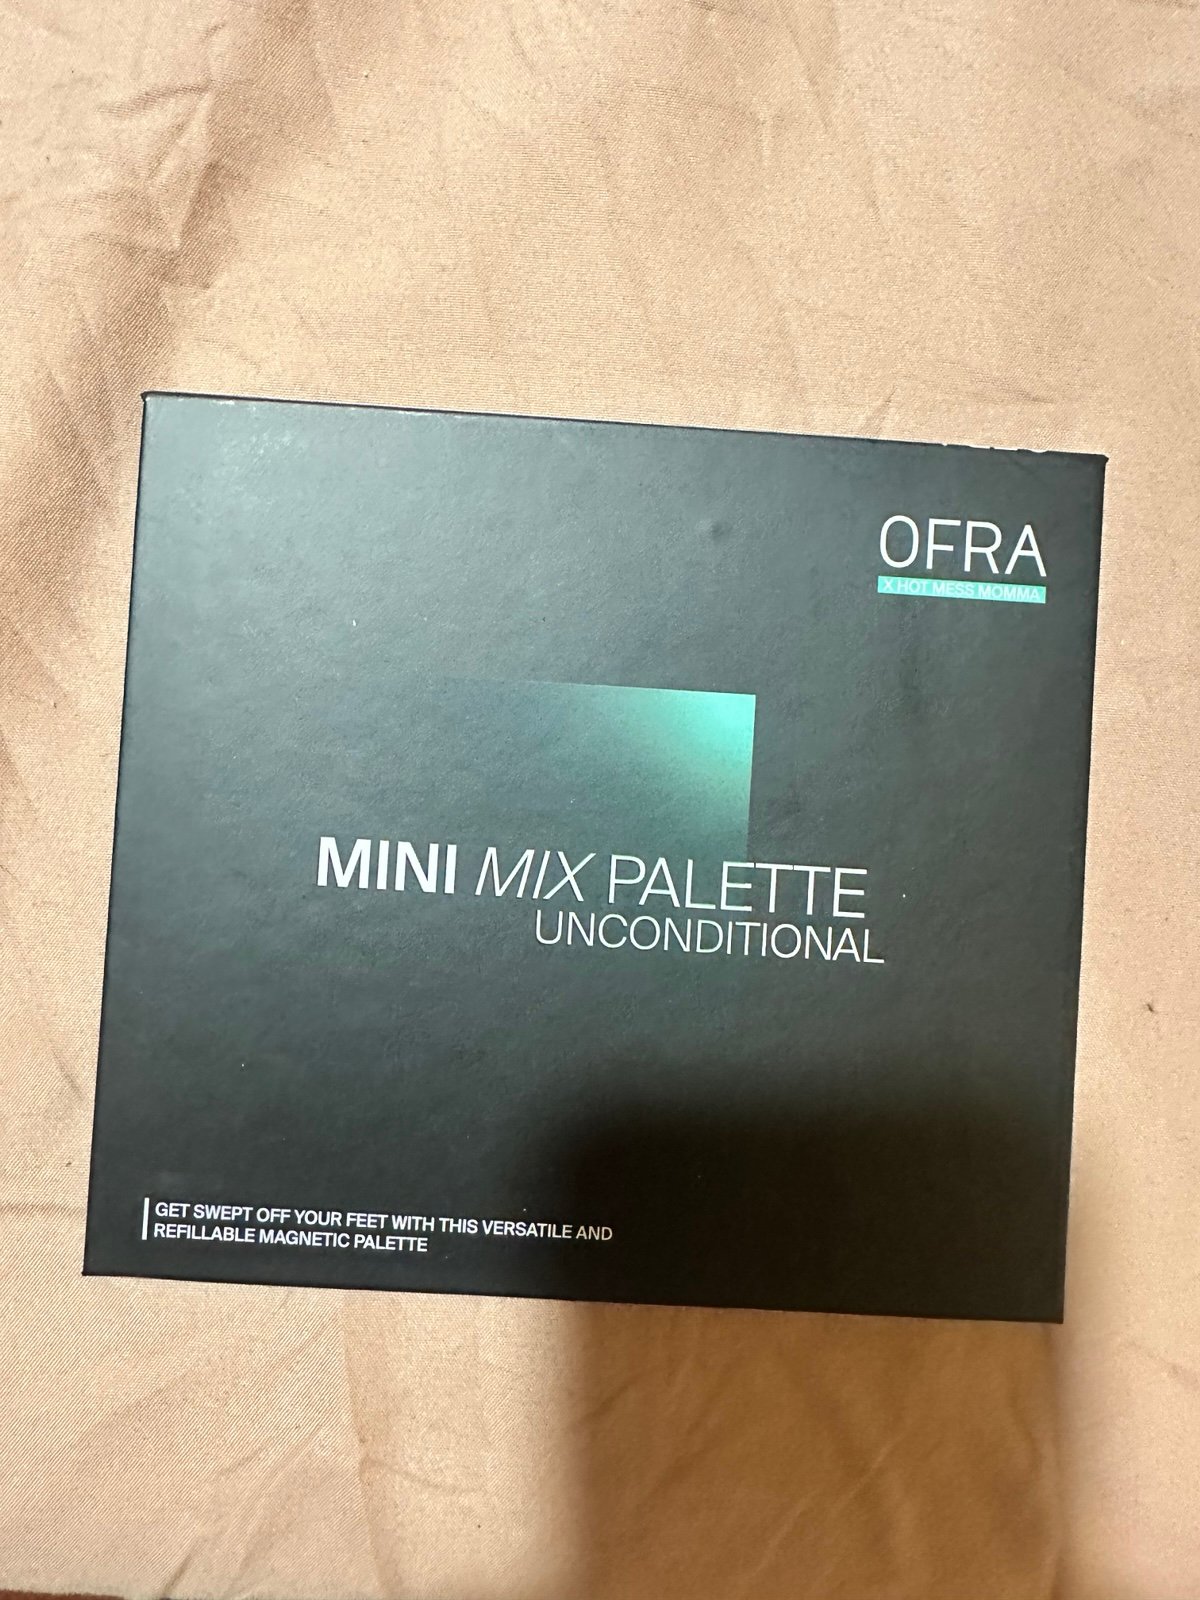 OFRA
X HOT MESS MOMMA
MINI MIX PALETTE
UNCONDITIONAL
GET SWEPT OFF YOUR FEET WITH THIS VERSATILE AND
REFILLABLE MAGNETIC PALETTE